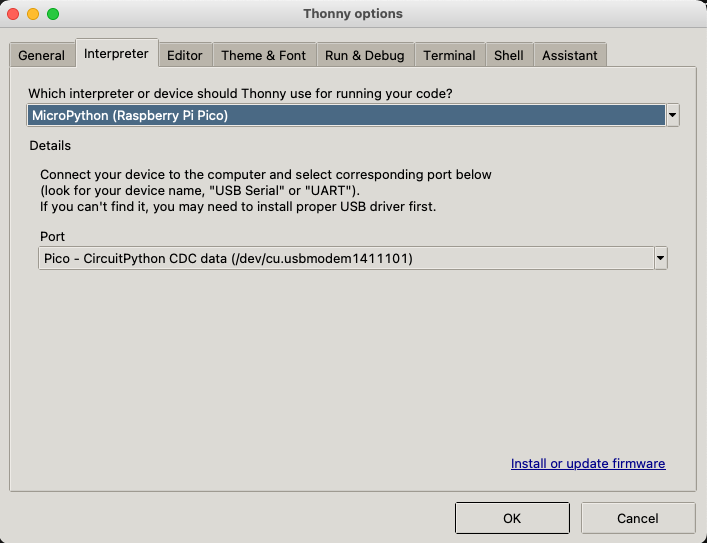 Thonny options
General Interpreter Editor Theme & Font Run & Debug Terminal Shell Assistant
Which interpreter or device should Thonny use for running your code?
MicroPython (Raspberry Pi Pico)
Details
Connect your device to the computer and select corresponding port below
(look for your device name, "USB Serial" or "UART").
If you can't find it, you may need to install proper USB driver first.
Port
Pico - CircuitPython CDC data (/dev/cu.usbmodem1411101)
Install or update firmware
OK Cancel